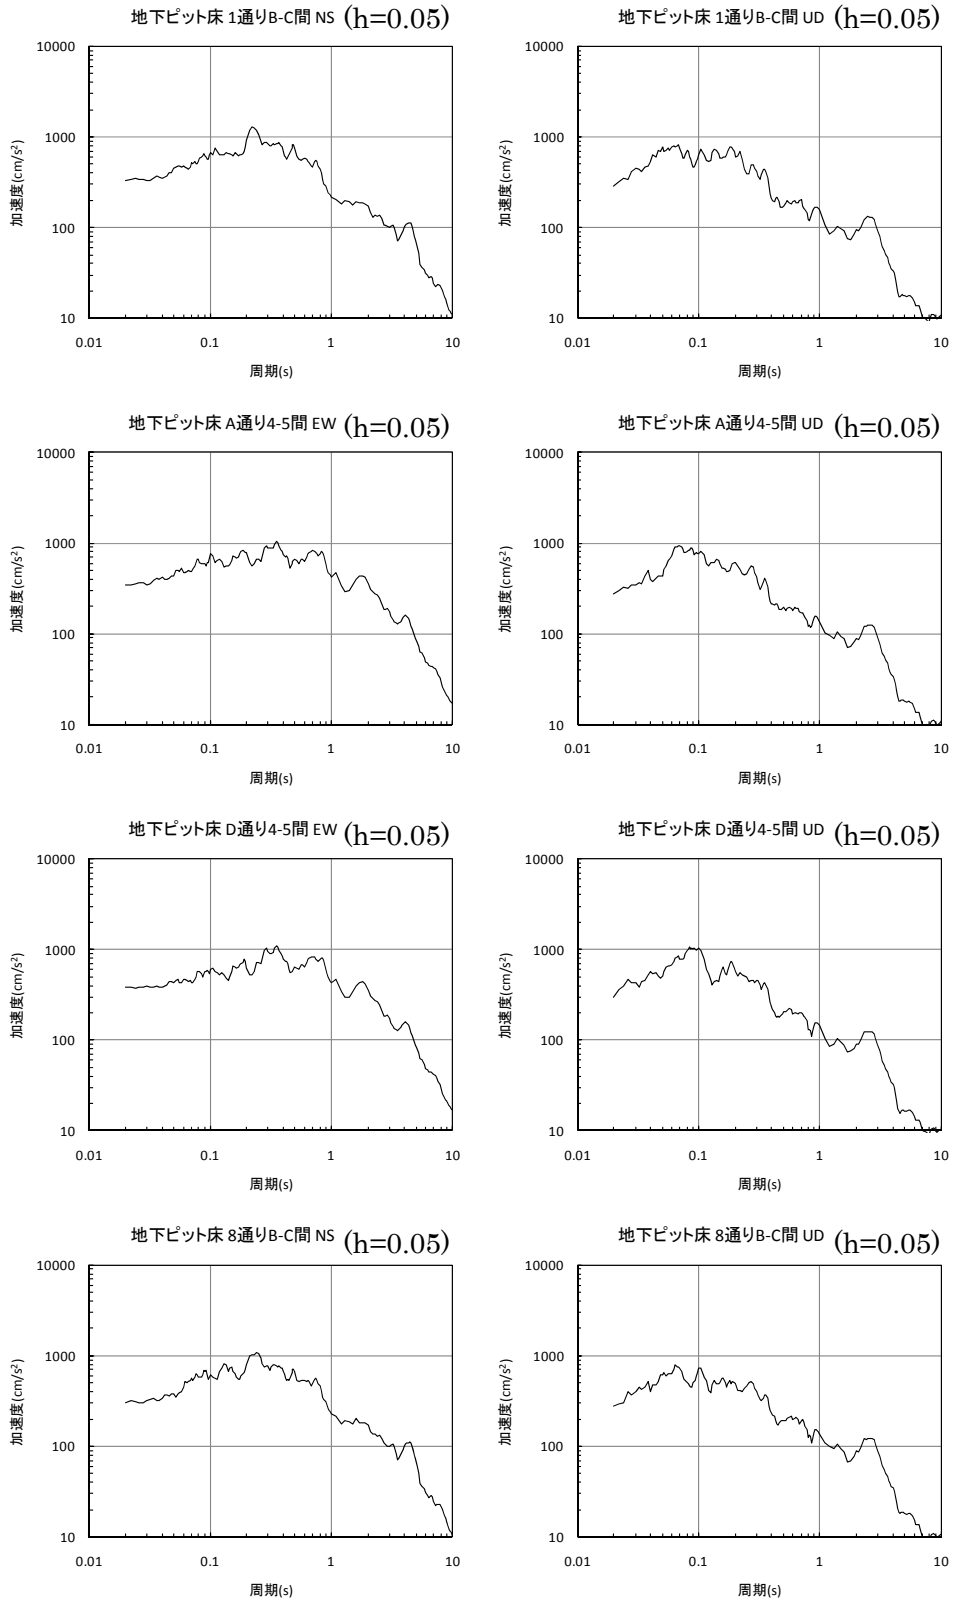 地下ピット床 1通りB-C間 NS (h=0.05)
10000
1000
100
10
0.01 0.1 1 10
加速度(cm/s²)
周期(s)
地下ピット床 1通りB-C間 UD (h=0.05)
10000
1000
100
10
0.01 0.1 1 10
加速度(cm/s²)
周期(s)
地下ピット床 A通り4-5間 EW (h=0.05)
10000
1000
100
10
0.01 0.1 1 10
加速度(cm/s²)
周期(s)
地下ピット床 A通り4-5間 UD (h=0.05)
10000
1000
100
10
0.01 0.1 1 10
加速度(cm/s²)
周期(s)
地下ピット床 D通り4-5間 EW (h=0.05)
10000
1000
100
10
0.01 0.1 1 10
加速度(cm/s²)
周期(s)
地下ピット床 D通り4-5間 UD (h=0.05)
10000
1000
100
10
0.01 0.1 1 10
加速度(cm/s²)
周期(s)
地下ピット床 8通りB-C間 NS (h=0.05)
10000
1000
100
10
0.01 0.1 1 10
加速度(cm/s²)
周期(s)
地下ピット床 8通りB-C間 UD (h=0.05)
10000
1000
100
10
0.01 0.1 1 10
加速度(cm/s²)
周期(s)